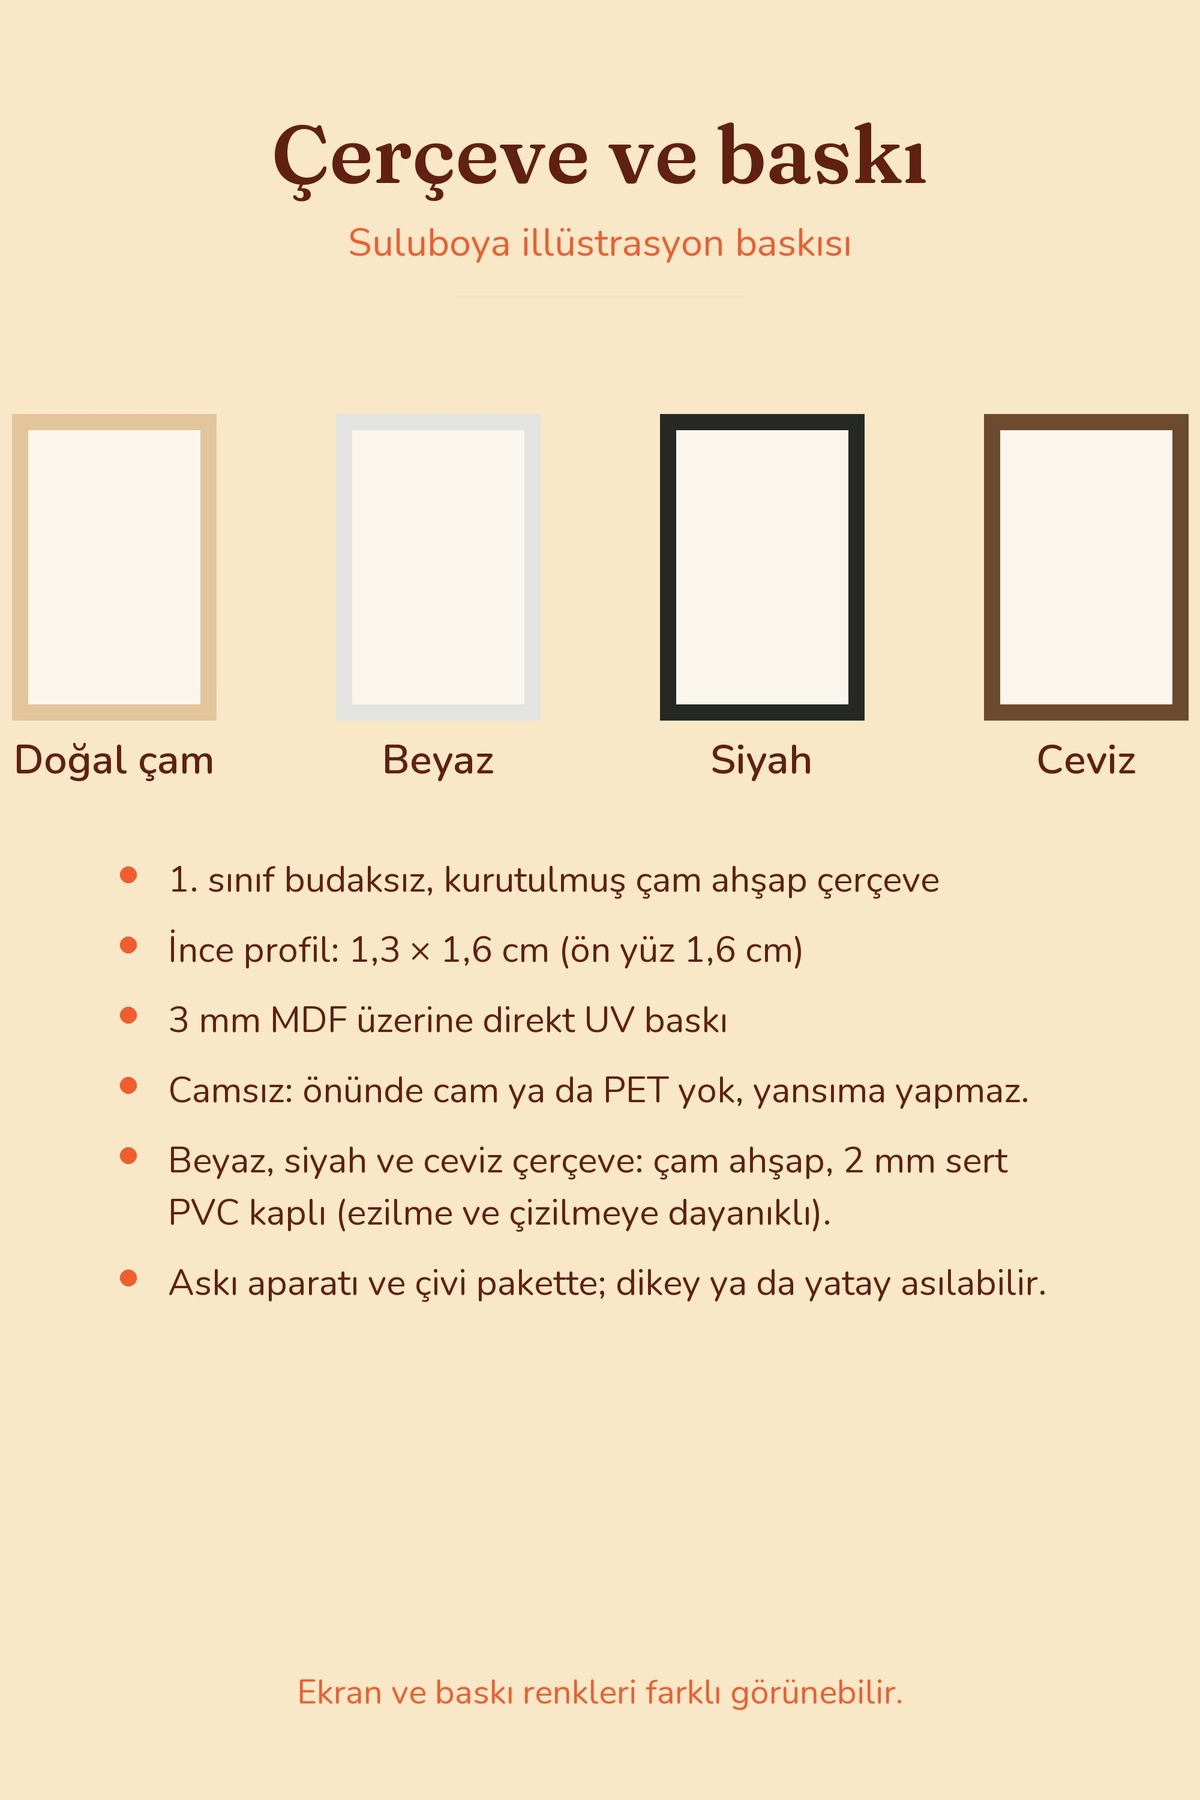 Çerçeve ve baskı
Suluboya illüstrasyon baskısı
Doğal çam
Beyaz
Siyah
Ceviz
1. sınıf budaksız, kurutulmuş çam ahşap çerçeve
İnce profil: 1,3 × 1,6 cm (ön yüz 1,6 cm)
3 mm MDF üzerine direkt UV baskı
Camsız: önünde cam ya da PET yok, yansıma yapmaz.
Beyaz, siyah ve ceviz çerçeve: çam ahşap, 2 mm sert
PVC kaplı (ezilme ve çizilmeye dayanıklı).
Askı aparatı ve çivi pakette; dikey ya da yatay asılabilir.
Ekran ve baskı renkleri farklı görünebilir.